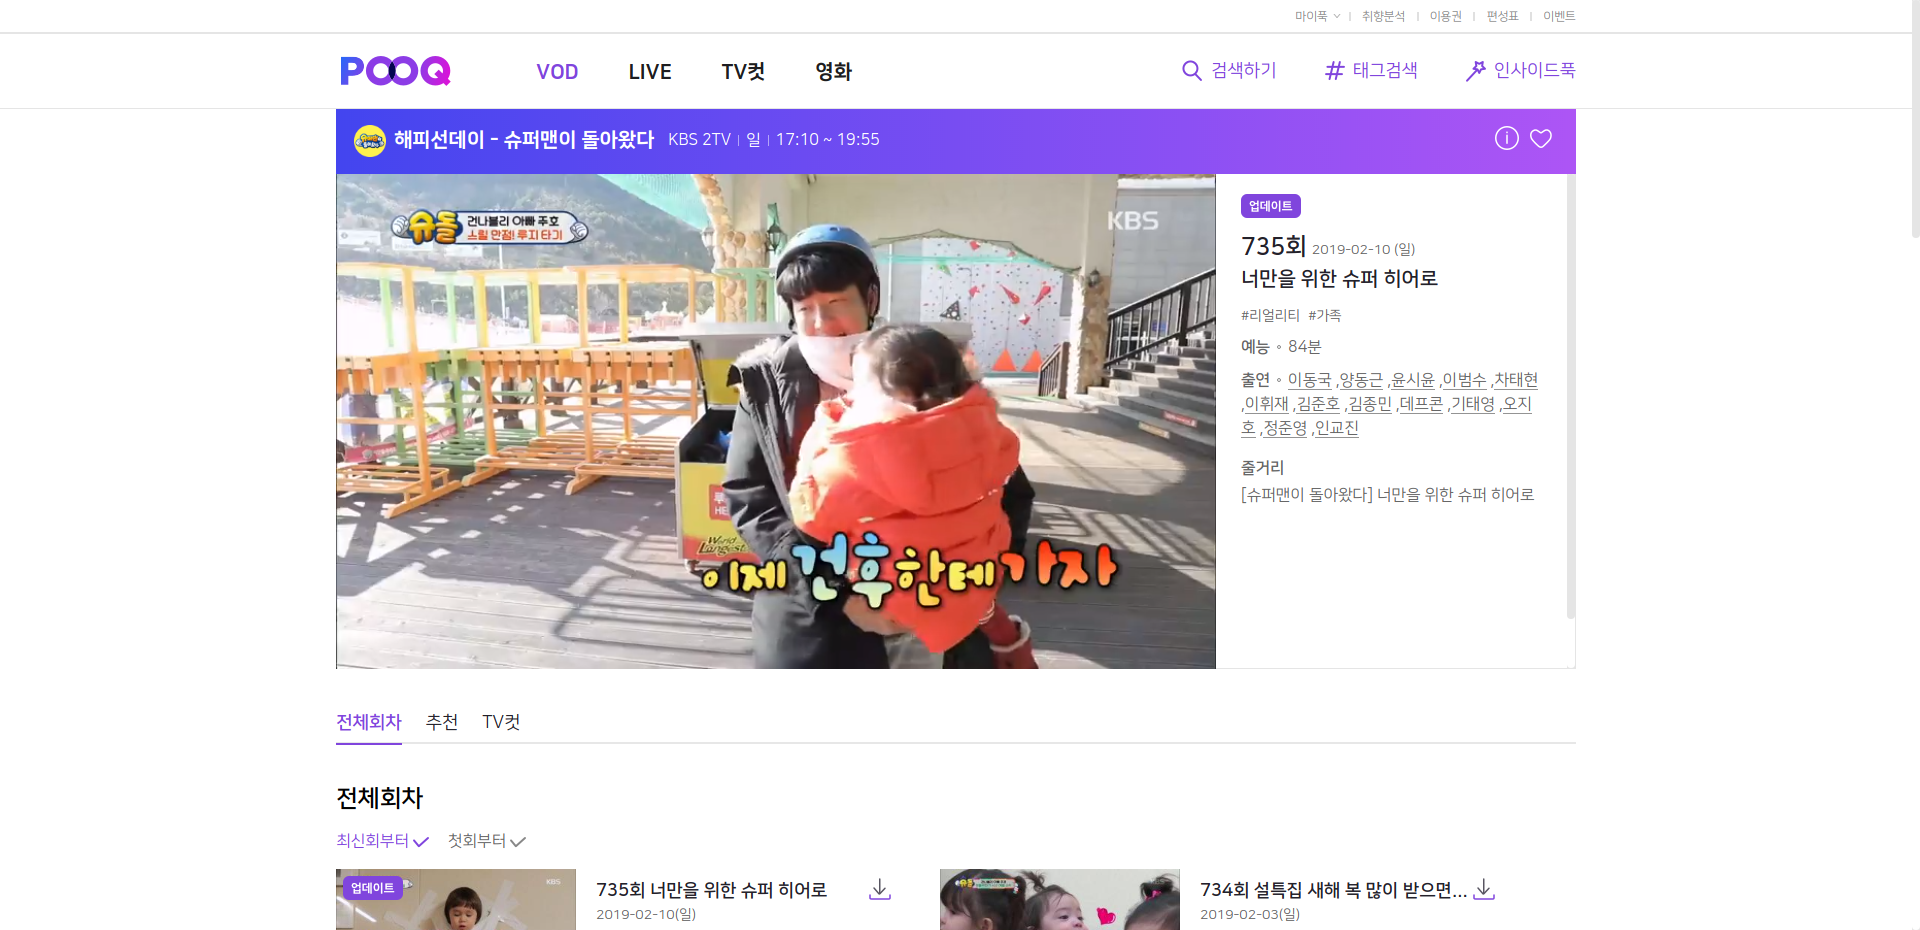 마이푹
취향분석
이용권
편성표
이벤트
POOQ
VOD
LIVE
TV컷
영화
검색하기
태그검색
인사이드푹
해피선데이 - 슈퍼맨이 돌아왔다 KBS 2TV 일 17:10 ~ 19:55
슈돌
건나블리 아빠 주호
스릴 만점! 루지 타기
KBS
World
Largest
이제 건후한테 가자
업데이트
735회 2019-02-10 (일)
너만을 위한 슈퍼 히어로
#리얼리티 #가족
예능 ∘ 84분
출연 ∘ 이동국 ,양동근 ,윤시윤 ,이범수 ,차태현
,이휘재 ,김준호 ,김종민 ,데프콘 ,기태영 ,오지
호 ,정준영 ,인교진
줄거리
[슈퍼맨이 돌아왔다] 너만을 위한 슈퍼 히어로
전체회차
추천
TV컷
전체회차
최신회부터
첫회부터
업데이트
KBS
735회 너만을 위한 슈퍼 히어로
2019-02-10(일)
슈돌
734회 설특집 새해 복 많이 받으면...
2019-02-03(일)